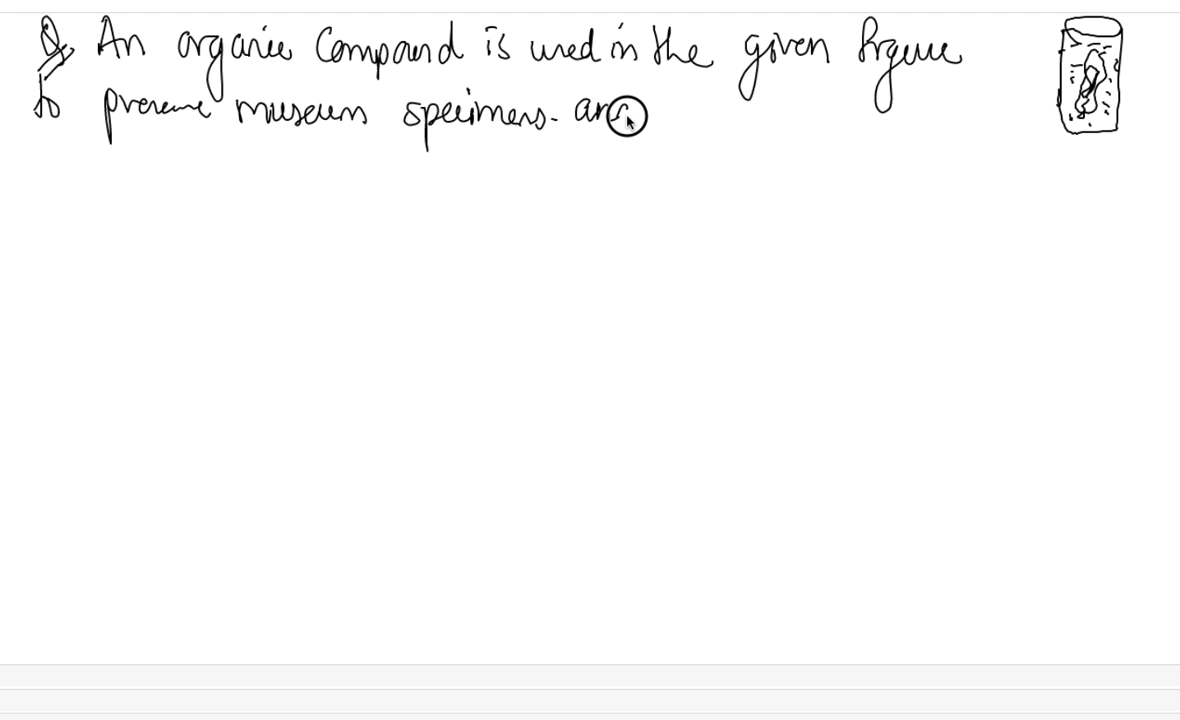 Q. An organic Compound is used in the given figure
to preserve museum specimens.